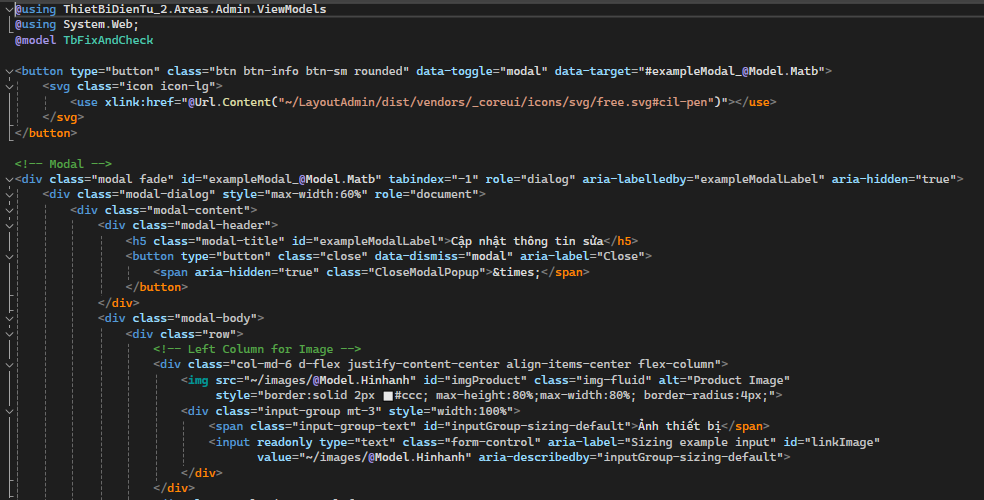 @using ThietBiDienTu_2.Areas.Admin.ViewModels
@using System.Web;
@model TbFixAndCheck
<button type="button" class="btn btn-info btn-sm rounded" data-toggle="modal" data-target="#exampleModal_@Model.Matb">
<svg class="icon icon-lg">
<use xlink:href="@Url.Content("~/LayoutAdmin/dist/vendors/_coreui/icons/svg/free.svg#cil-pen")"></use>
</svg>
</button>
<!-- Modal -->
<div class="modal fade" id="exampleModal_@Model.Matb" tabindex="-1" role="dialog" aria-labelledby="exampleModalLabel" aria-hidden="true">
<div class="modal-dialog" style="max-width:60%" role="document">
<div class="modal-content">
<div class="modal-header">
<h5 class="modal-title" id="exampleModalLabel">Cập nhật thông tin sửa</h5>
<button type="button" class="close" data-dismiss="modal" aria-label="Close">
<span aria-hidden="true" class="CloseModalPopup">&times;</span>
</button>
</div>
<div class="modal-body">
<div class="row">
<!-- Left Column for Image -->
<div class="col-md-6 d-flex justify-content-center align-items-center flex-column">
<img src="~/images/@Model.Hinhanh" id="imgProduct" class="img-fluid" alt="Product Image"
style="border:solid 2px #ccc; max-height:80%;max-width:80%; border-radius:4px;">
<div class="input-group mt-3" style="width:100%">
<span class="input-group-text" id="inputGroup-sizing-default">Ảnh thiết bị</span>
<input readonly type="text" class="form-control" aria-label="Sizing example input" id="linkImage"
value="~/images/@Model.Hinhanh" aria-describedby="inputGroup-sizing-default">
</div>
</div>